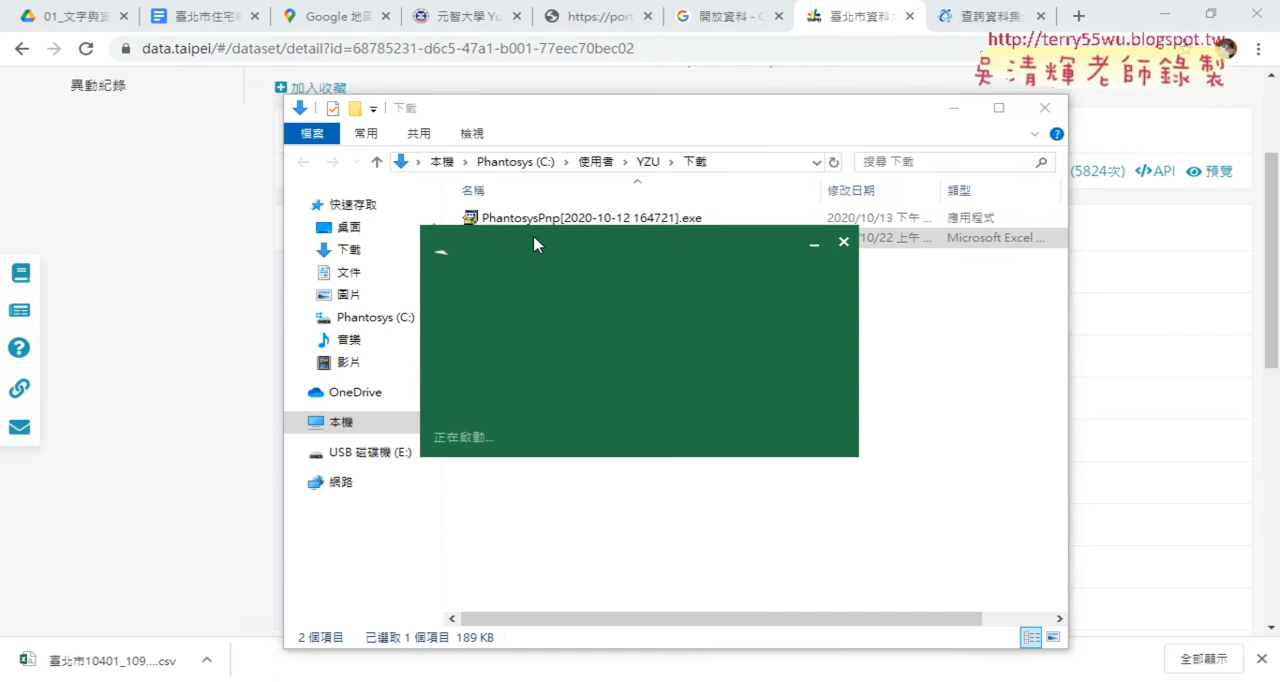 01_文字與資
臺北市住宅
Google 地圖
元智大學 Yu
https://port
開放資料 - G
臺北市資料
查詢資料集
data.taipei/#/dataset/detail?id=68785231-d6c5-47a1-b001-77eec70bec02
http://terry55wu.blogspot.tw
吳清輝老師錄製
異動紀錄
加入收藏
下載
檔案 常用 共用 檢視
本機 › Phantosys (C:) › 使用者 › YZU › 下載
搜尋 下載
(5824次) API 預覽
名稱 修改日期 類型
快速存取
PhantosysPnp[2020-10-12 164721].exe 2020/10/13 下午 ... 應用程式
桌面
10/22 上午 ... Microsoft Excel ...
下載
文件
圖片
Phantosys (C:)
音樂
影片
OneDrive
本機
正在啟動...
USB 磁碟機 (E:)
網路
2 個項目 已選取 1 個項目 189 KB
臺北市10401_109....csv
全部顯示